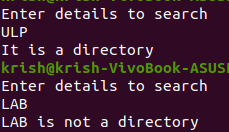 Enter details to search
ULP
It is a directory
krish@krish-VivoBook-ASUS
Enter details to search
LAB
LAB is not a directory